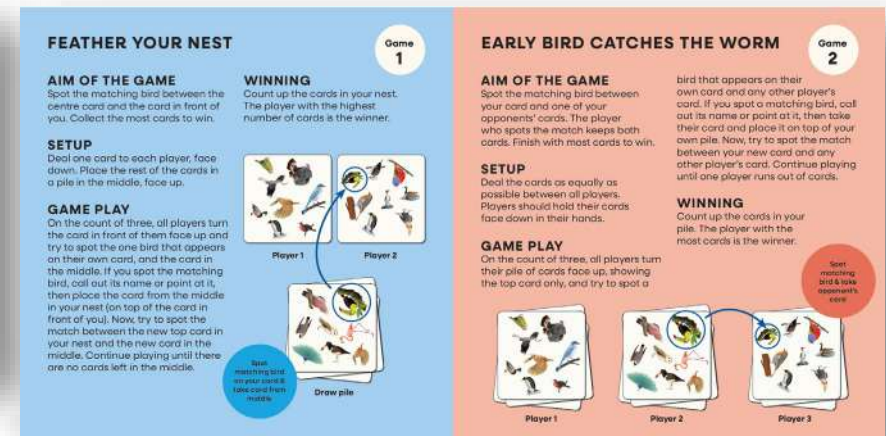 FEATHER YOUR NEST
Game
1
AIM OF THE GAME
Spot the matching bird between the
centre card and the card in front of
you. Collect the most cards to win.
SETUP
Deal one card to each player, face
down. Place the rest of the cards in
a pile in the middle, face up.
GAME PLAY
On the count of three, all players turn
the card in front of them face up and
try to spot the one bird that appears
on their own card, and the card in
the middle. If you spot the matching
bird, call out its name or point at it,
then place the card from the middle
in your nest (on top of the card in
front of you). Now, try to spot the
match between the new top card in
your nest and the new card in the
middle. Continue playing until there
are no cards left in the middle.
WINNING
Count up the cards in your nest.
The player with the highest
number of cards is the winner.
Player 1
Player 2
Spot
matching bird
on your card &
take card from
middle
Draw pile
EARLY BIRD CATCHES THE WORM
Game
2
AIM OF THE GAME
Spot the matching bird between
your card and one of your
opponents' cards. The player
who spots the match keeps both
cards. Finish with most cards to win.
SETUP
Deal the cards as equally as
possible between all players.
Players should hold their cards
face down in their hands.
GAME PLAY
On the count of three, all players turn
their pile of cards face up, showing
the top card only, and try to spot a
bird that appears on their
own card and any other player's
card. If you spot a matching bird, call
out its name or point at it, then take
their card and place it on top of your
own pile. Now, try to spot the match
between your new card and any
other player's card. Continue playing
until one player runs out of cards.
WINNING
Count up the cards in your
pile. The player with the
most cards is the winner.
Spot
matching
bird & take
opponent's
card
Player 1
Player 2
Player 3